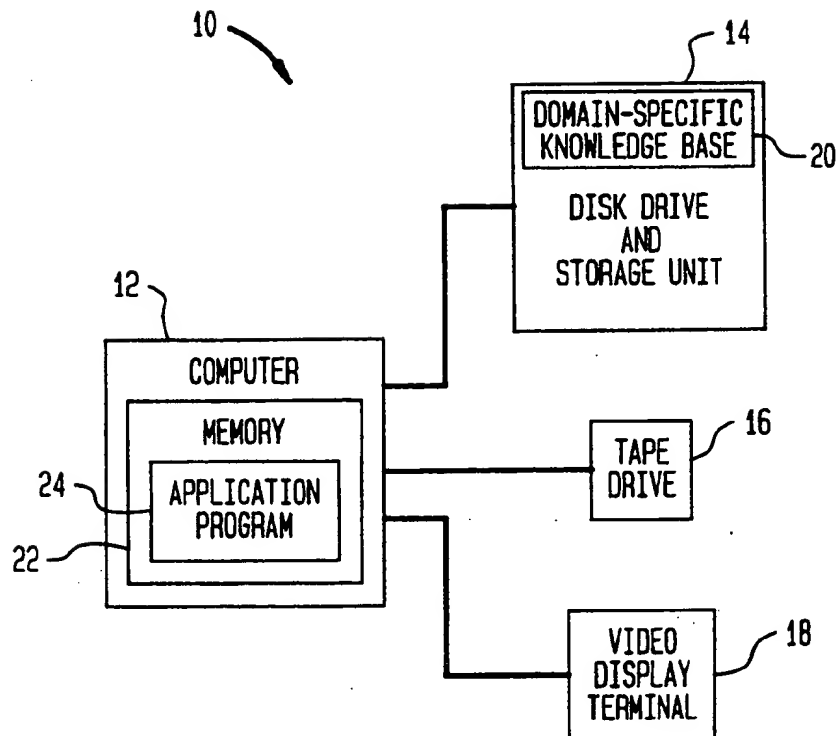 10
14
DOMAIN-SPECIFIC
KNOWLEDGE BASE
20
DISK DRIVE
AND
STORAGE UNIT
12
COMPUTER
MEMORY
24
APPLICATION
PROGRAM
22
16
TAPE
DRIVE
18
VIDEO
DISPLAY
TERMINAL